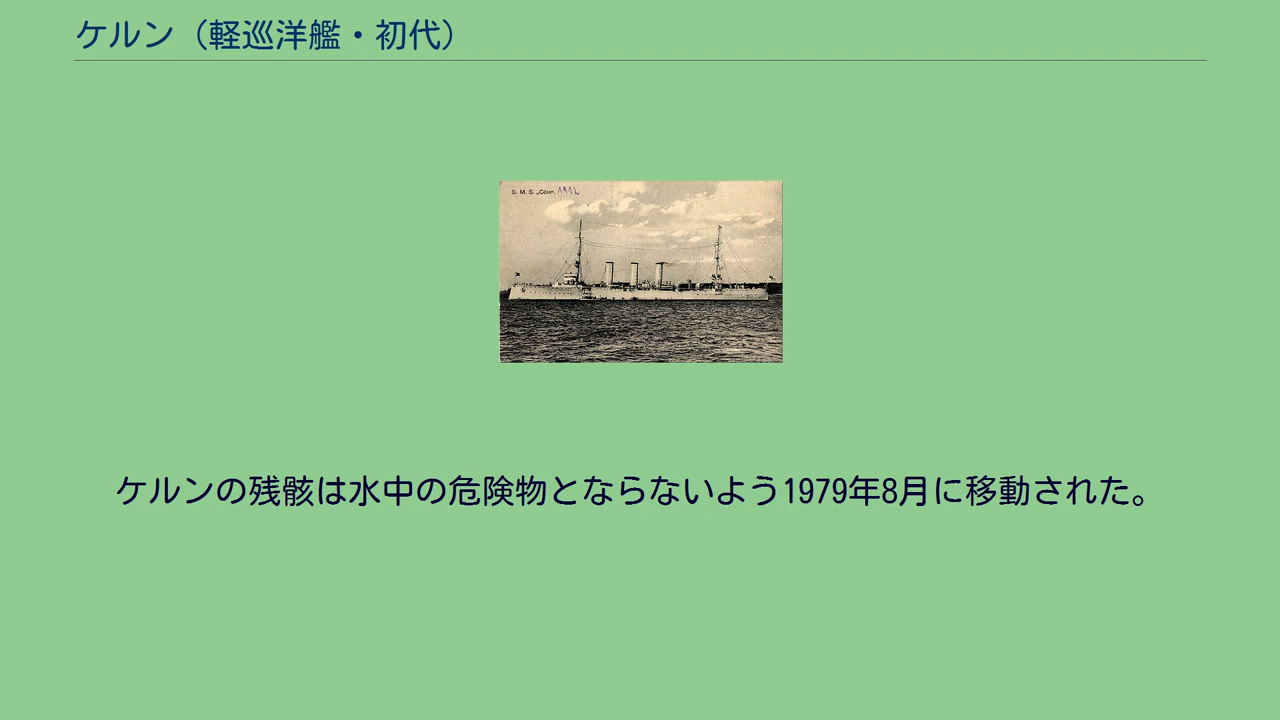 ケルン（軽巡洋艦・初代）
S. M. S. „Cöln“. 1912
ケルンの残骸は水中の危険物とならないよう1979年8月に移動された。